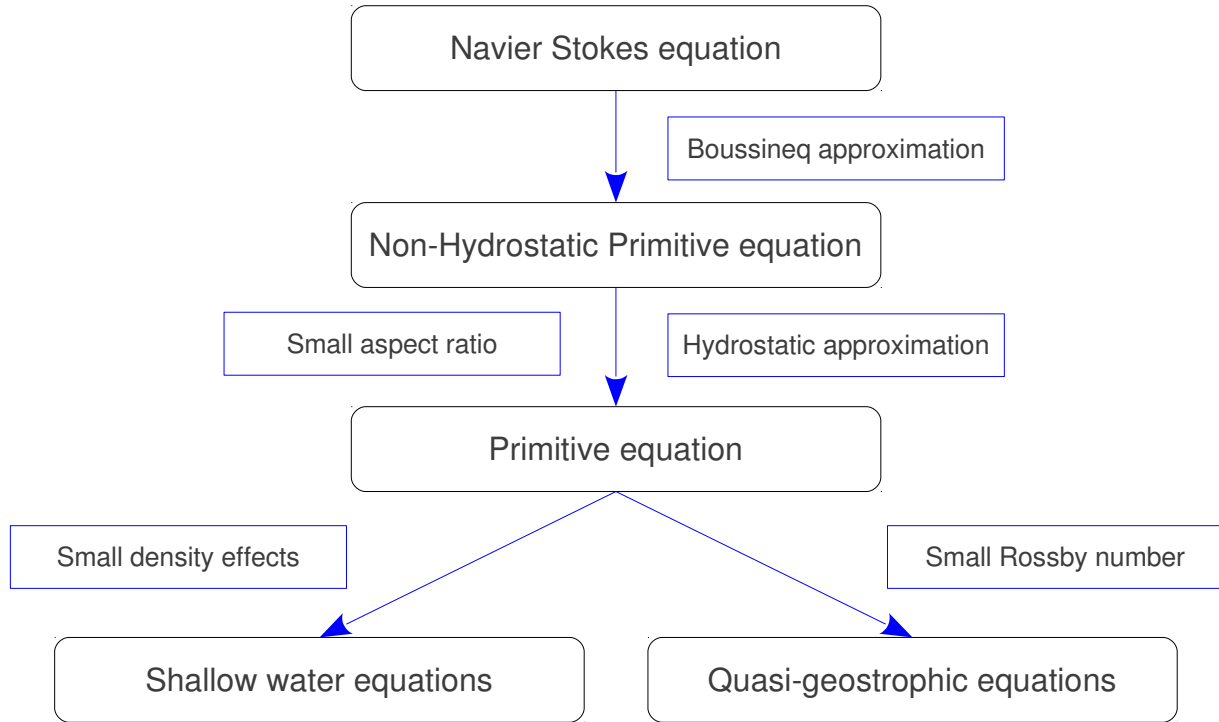 Navier Stokes equation
Boussineq approximation
Non-Hydrostatic Primitive equation
Small aspect ratio
Hydrostatic approximation
Primitive equation
Small density effects
Small Rossby number
Shallow water equations
Quasi-geostrophic equations